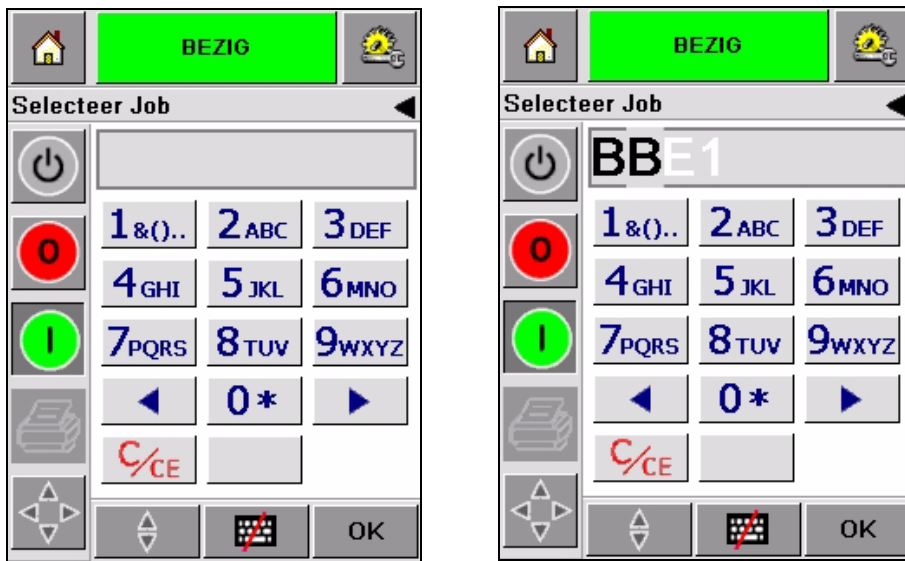 BEZIG
Selecteer Job
1&()..
2ABC
3DEF
O
4GHI
5JKL
6MNO
I
7PQRS
8TUV
9WXYZ
0*
C/CE
OK
BEZIG
Selecteer Job
BBE1
1&()..
2ABC
3DEF
O
4GHI
5JKL
6MNO
I
7PQRS
8TUV
9WXYZ
0*
C/CE
OK